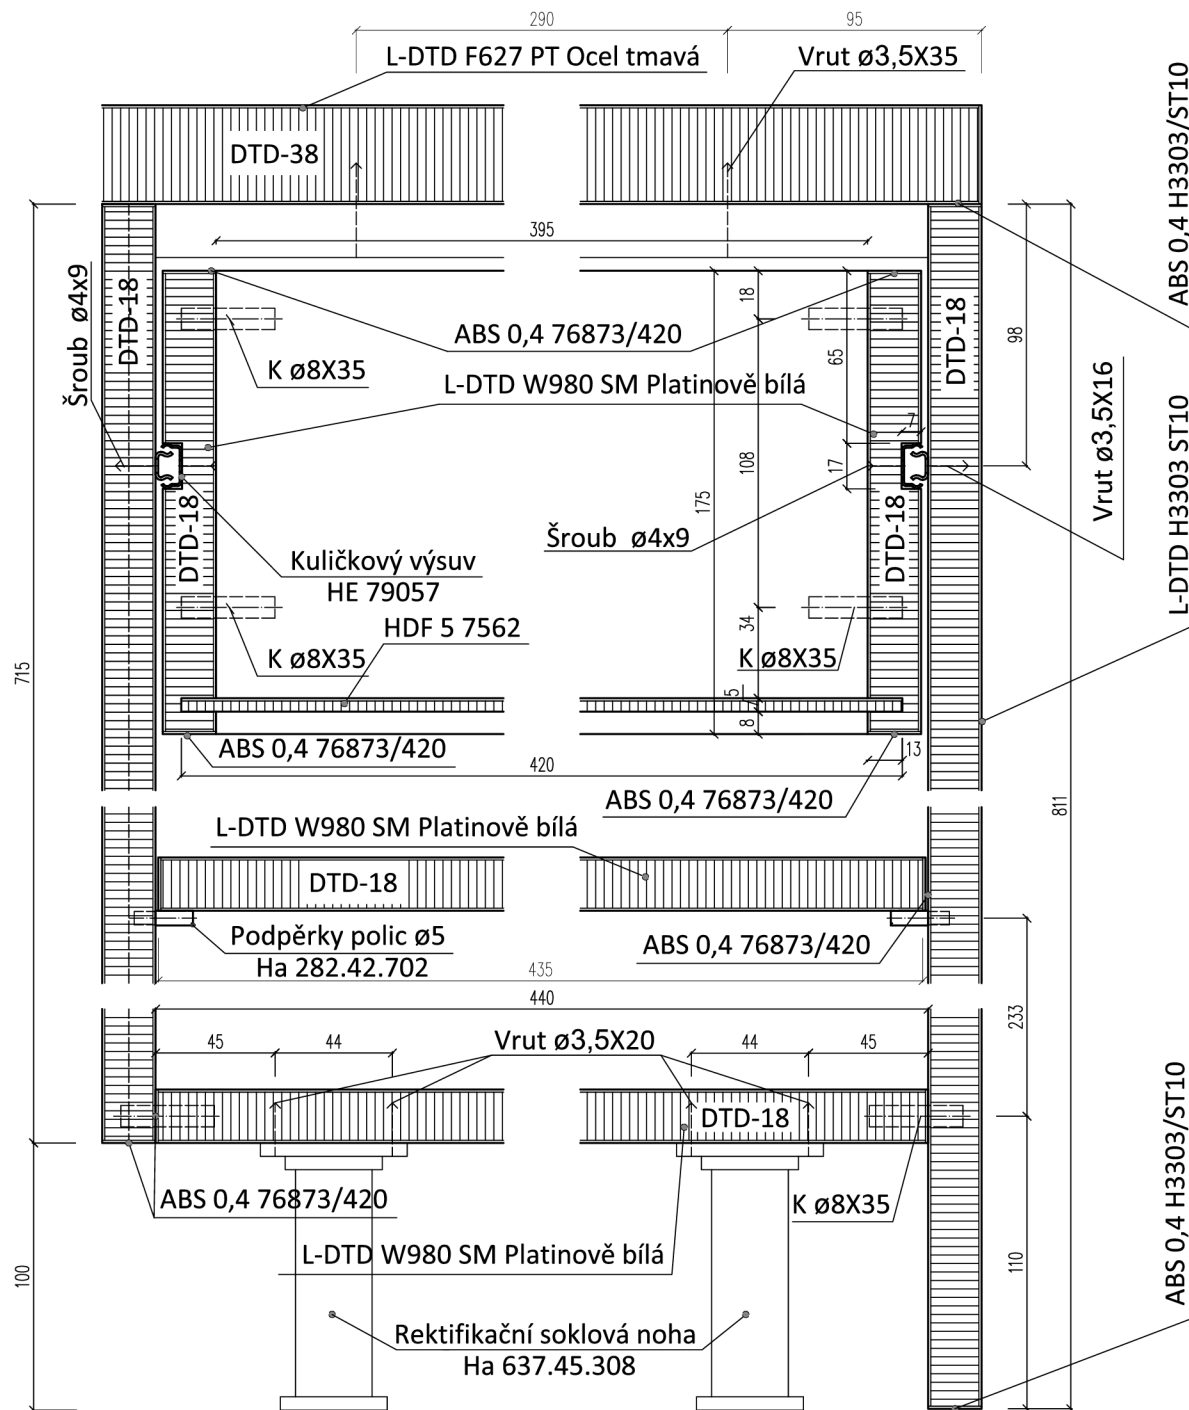 290
95
L-DTD F627 PT Ocel tmavá
Vrut ø3,5X35
ABS 0,4 H3303/ST10
DTD-38
395
Šroub ø4x9
DTD-18
18
DTD-18
98
ABS 0,4 76873/420
65
K ø8X35
L-DTD W980 SM Platinově bílá
Vrut ø3,5X16
L-DTD H3303 ST10
7
108
17
175
DTD-18
DTD-18
Šroub ø4x9
Kuličkový výsuv
HE 79057
HDF 5 7562
34
K ø8X35
K ø8X35
715
5
8
13
ABS 0,4 76873/420
420
ABS 0,4 76873/420
811
L-DTD W980 SM Platinově bílá
DTD-18
Podpěrky polic ø5
Ha 282.42.702
ABS 0,4 76873/420
435
440
233
45
44
Vrut ø3,5X20
44
45
DTD-18
ABS 0,4 76873/420
K ø8X35
ABS 0,4 H3303/ST10
L-DTD W980 SM Platinově bílá
100
110
Rektifikační soklová noha
Ha 637.45.308